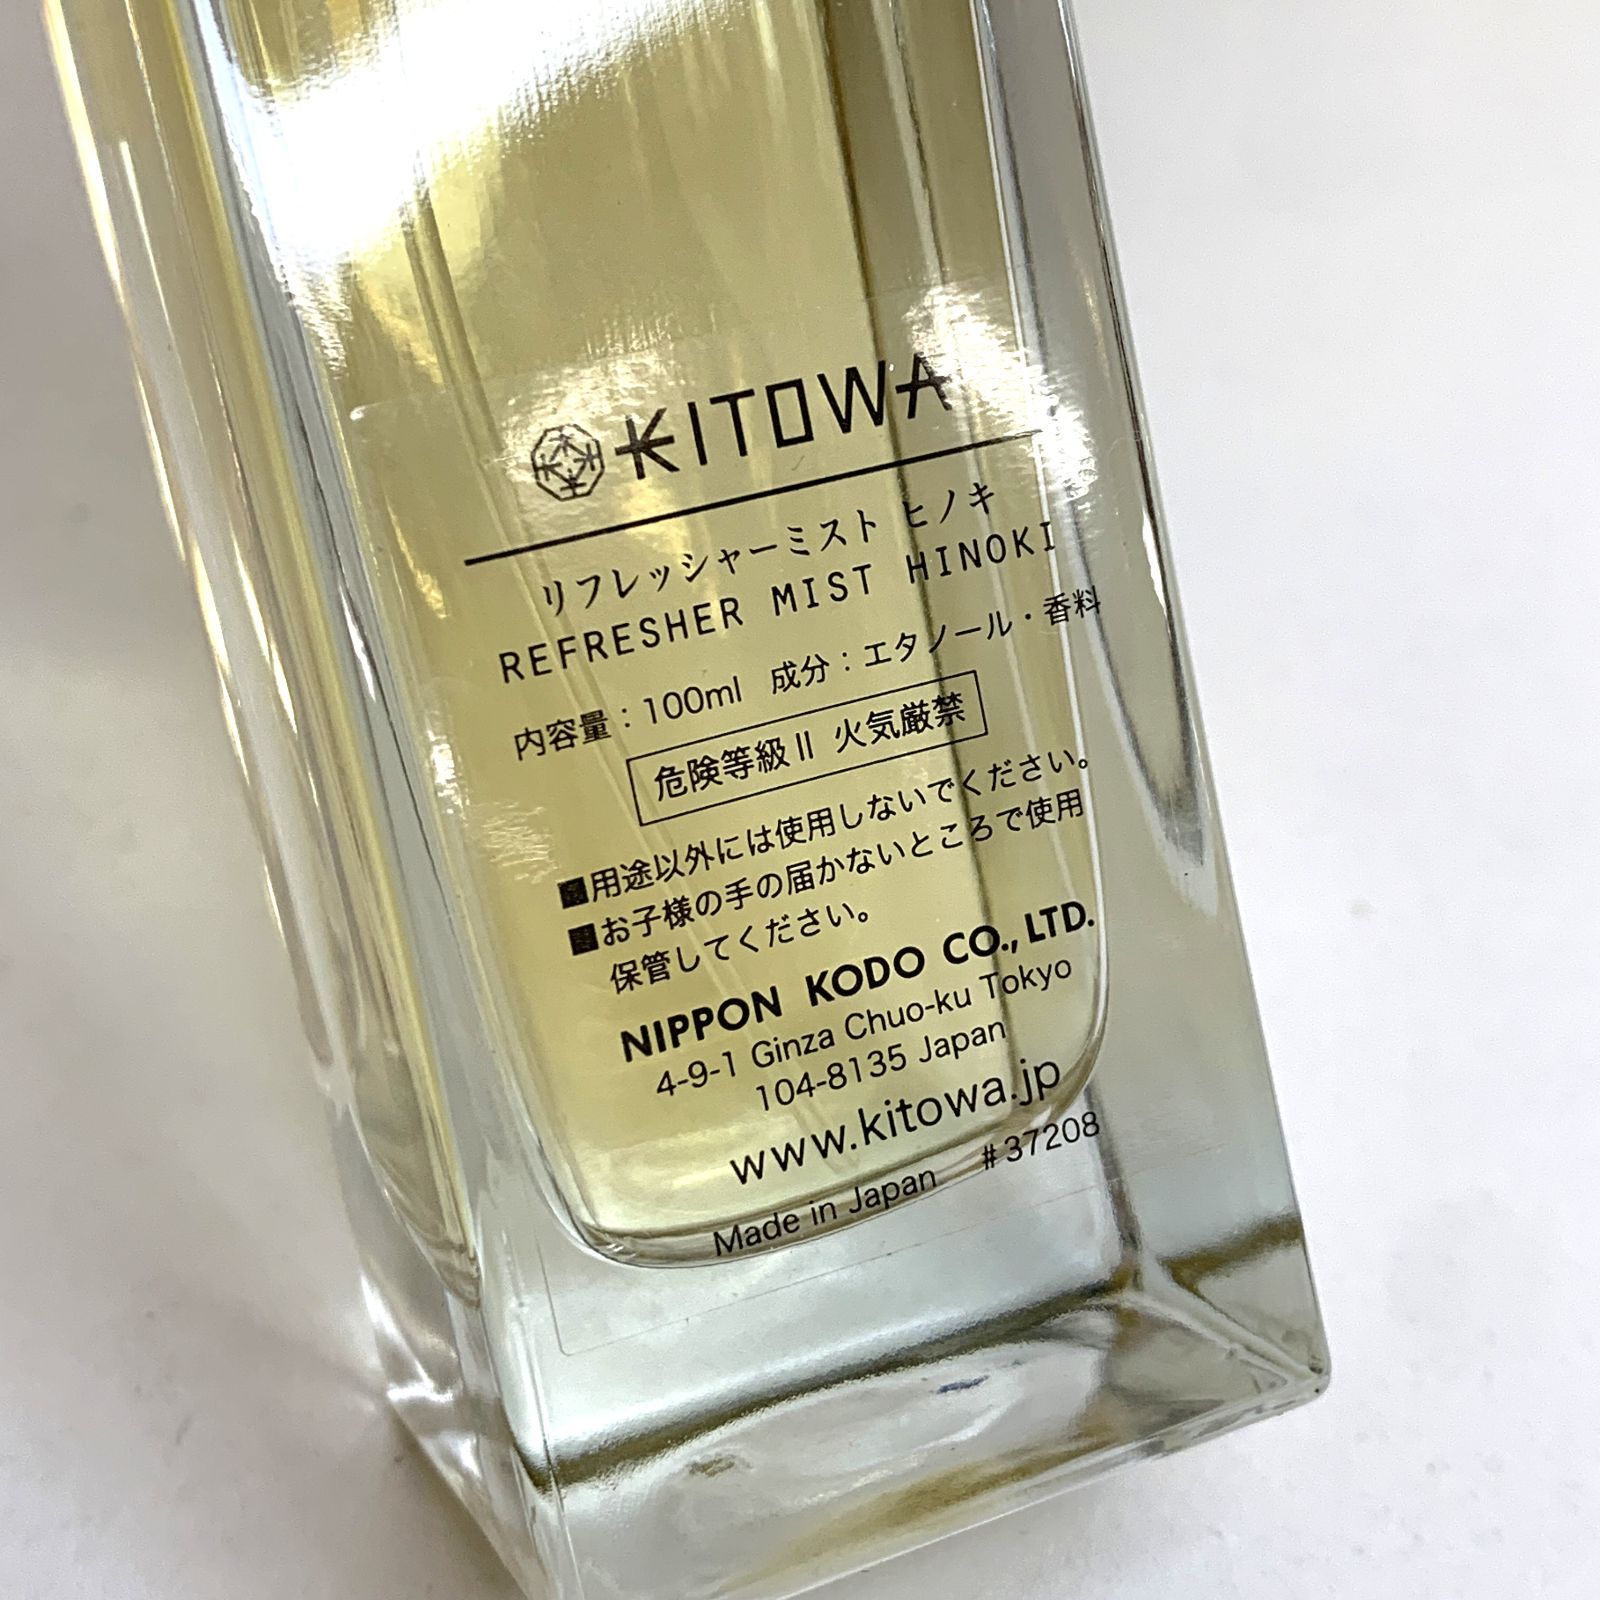 KITOWA
リフレッシャーミスト ヒノキ
REFRESHER MIST HINOKI
内容量：100ml 成分：エタノール・香料
危険等級Ⅱ 火気厳禁
■用途以外には使用しないでください。
■お子様の手の届かないところで使用
保管してください。
NIPPON KODO CO., LTD.
4-9-1 Ginza Chuo-ku Tokyo
104-8135 Japan
www.kitowa.jp
Made in Japan #37208